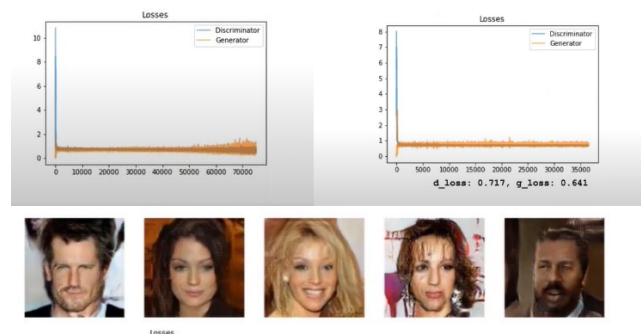 Losses
Discriminator
Generator
10
8
6
4
2
0
0 10000 20000 30000 40000 50000 60000 70000
Losses
Discriminator
Generator
8
7
6
5
4
3
2
1
0
0 5000 10000 15000 20000 25000 30000 35000
d_loss: 0.717, g_loss: 0.641
Losses